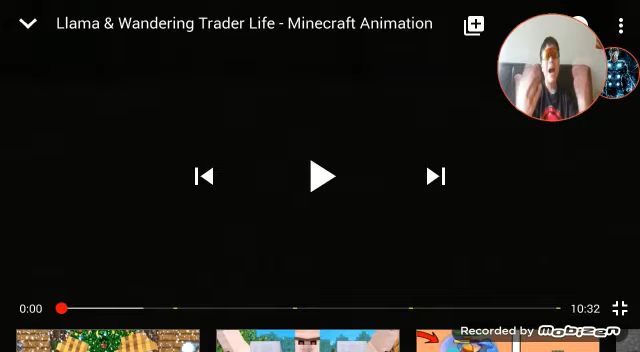 Llama & Wandering Trader Life - Minecraft Animation
0:00
10:32
Recorded by mobizen